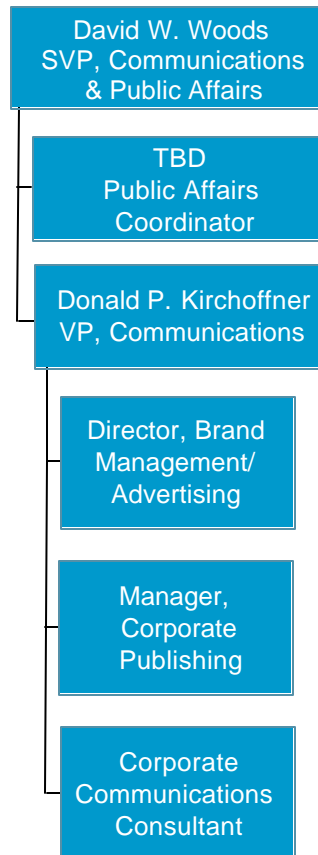 David W. Woods
SVP, Communications
& Public Affairs
TBD
Public Affairs
Coordinator
Donald P. Kirchoffner
VP, Communications
Director, Brand
Management/
Advertising
Manager,
Corporate
Publishing
Corporate
Communications
Consultant